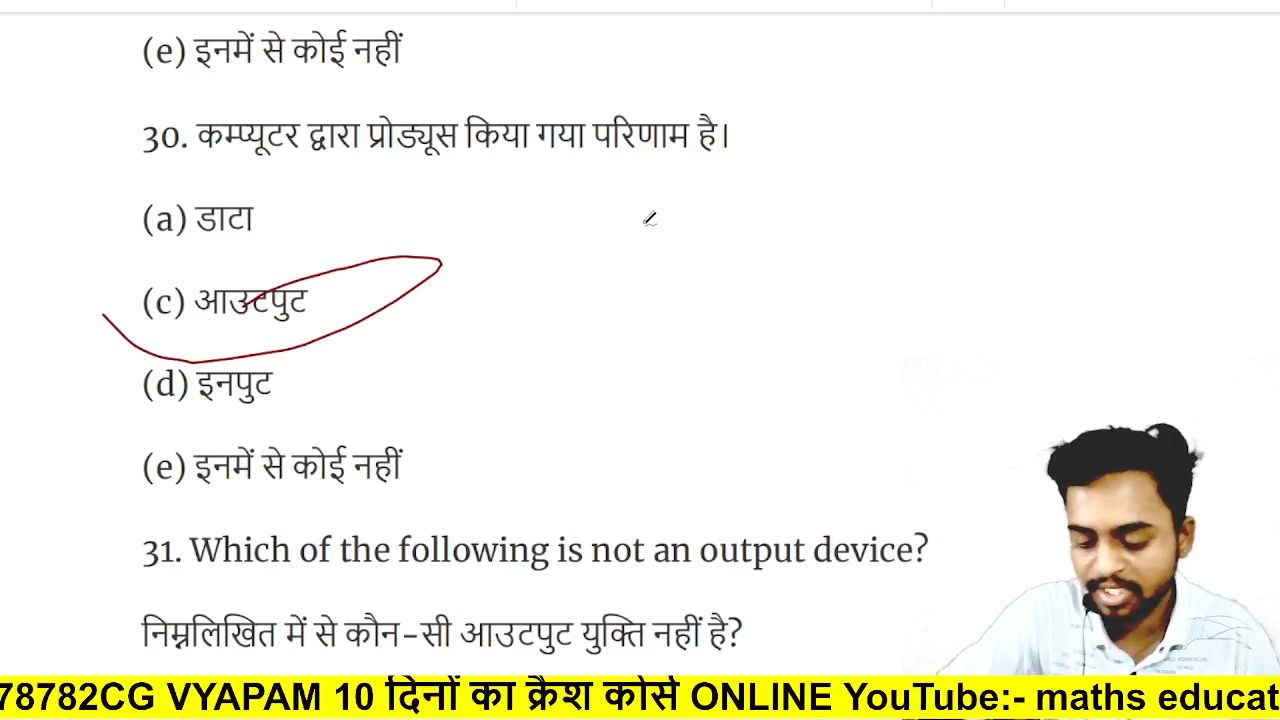 (e) इनमें से कोई नहीं
30. कम्प्यूटर द्वारा प्रोड्यूस किया गया परिणाम है।
(a) डाटा
(c) आउटपुट
(d) इनपुट
(e) इनमें से कोई नहीं
31. Which of the following is not an output device?
निम्नलिखित में से कौन-सी आउटपुट युक्ति नहीं है?
78782CG VYAPAM 10 दिनों का क्रैश कोर्स ONLINE YouTube:- maths educat